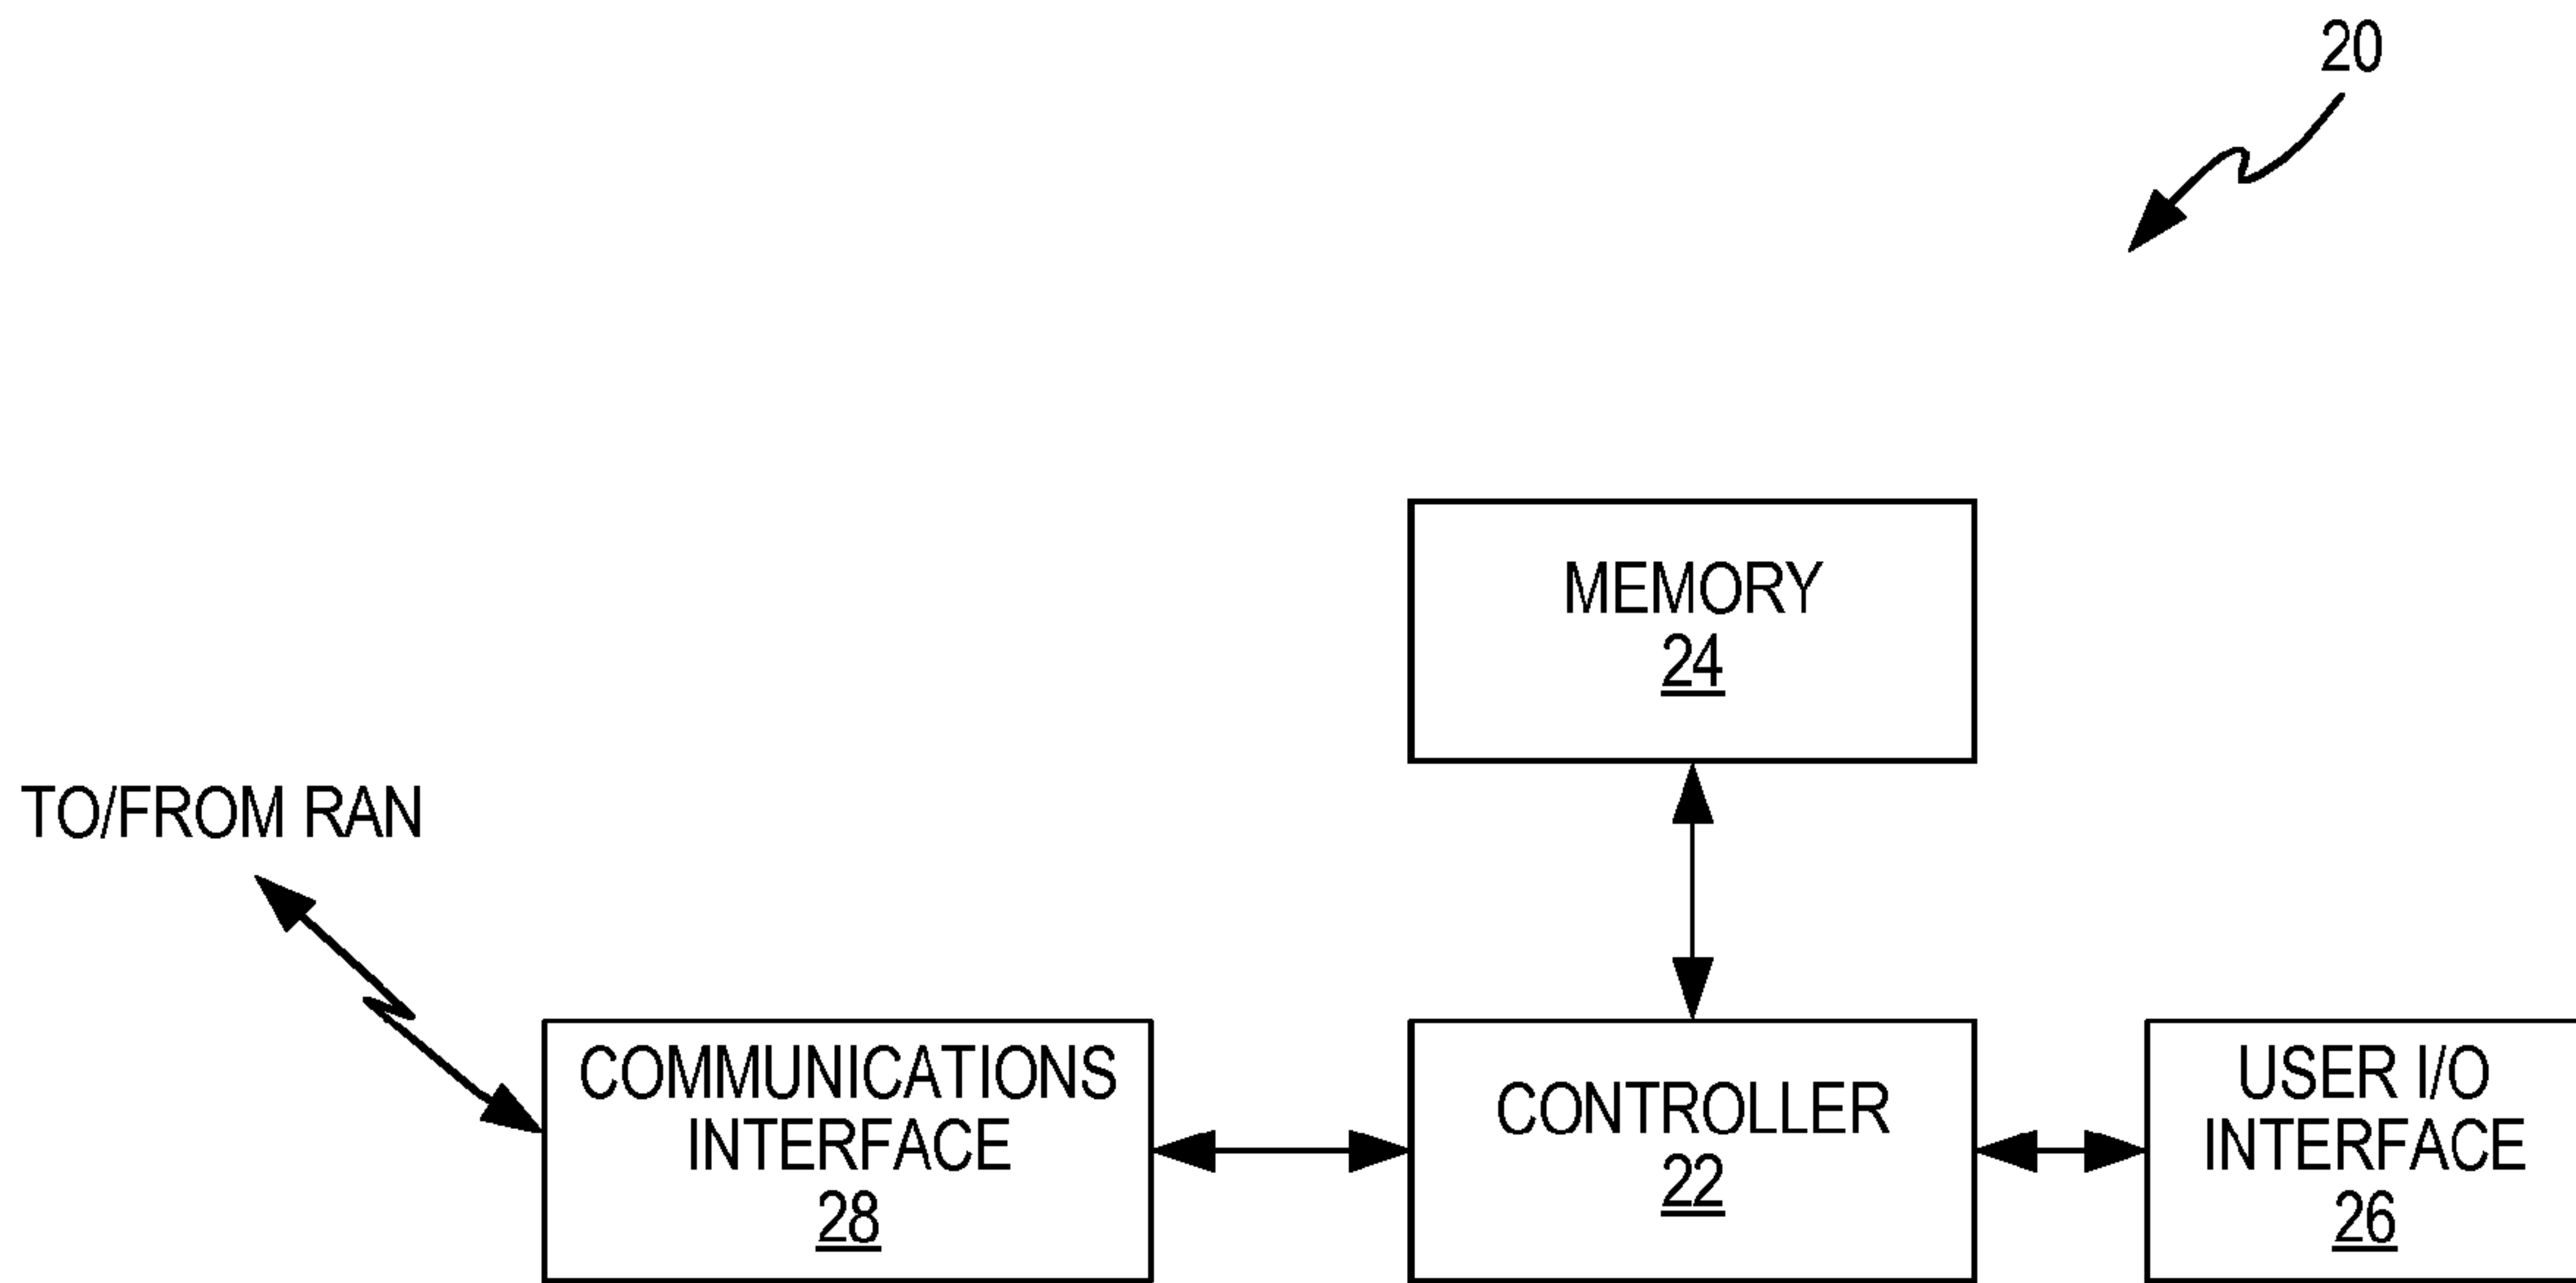 20
MEMORY
24
TO/FROM RAN
COMMUNICATIONS
INTERFACE
28
CONTROLLER
22
USER I/O
INTERFACE
26